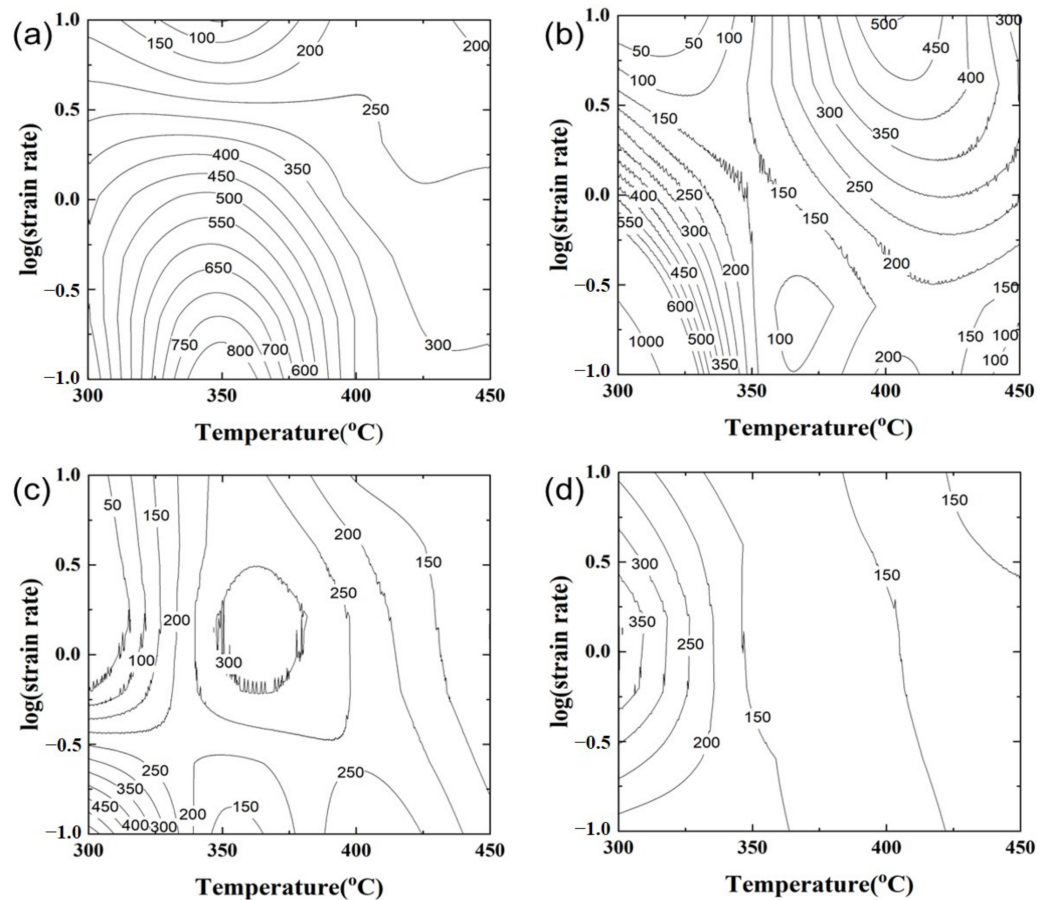 (a)
1.0
0.5
0.0
−0.5
−1.0
log(strain rate)
150 100 200 200
250
400
350
450
500
550
650
750 800 700
600
300
300 350 400 450
Temperature(°C)
(b)
1.0
0.5
0.0
−0.5
−1.0
log(strain rate)
50 50 100 500 300
450
100 400
150 300
350
400 250 150 250
550 300 150
450 200 200
600 150
1000 500 100 150
350 200 100
100
300 350 400 450
Temperature(°C)
(c)
1.0
0.5
0.0
−0.5
−1.0
log(strain rate)
50 150 200
150
200 250
100 300
250 250
350 200 150
450
400 300
300 350 400 450
Temperature(°C)
(d)
1.0
0.5
0.0
−0.5
−1.0
log(strain rate)
150
300 150
350
250
150
200
300 350 400 450
Temperature(°C)